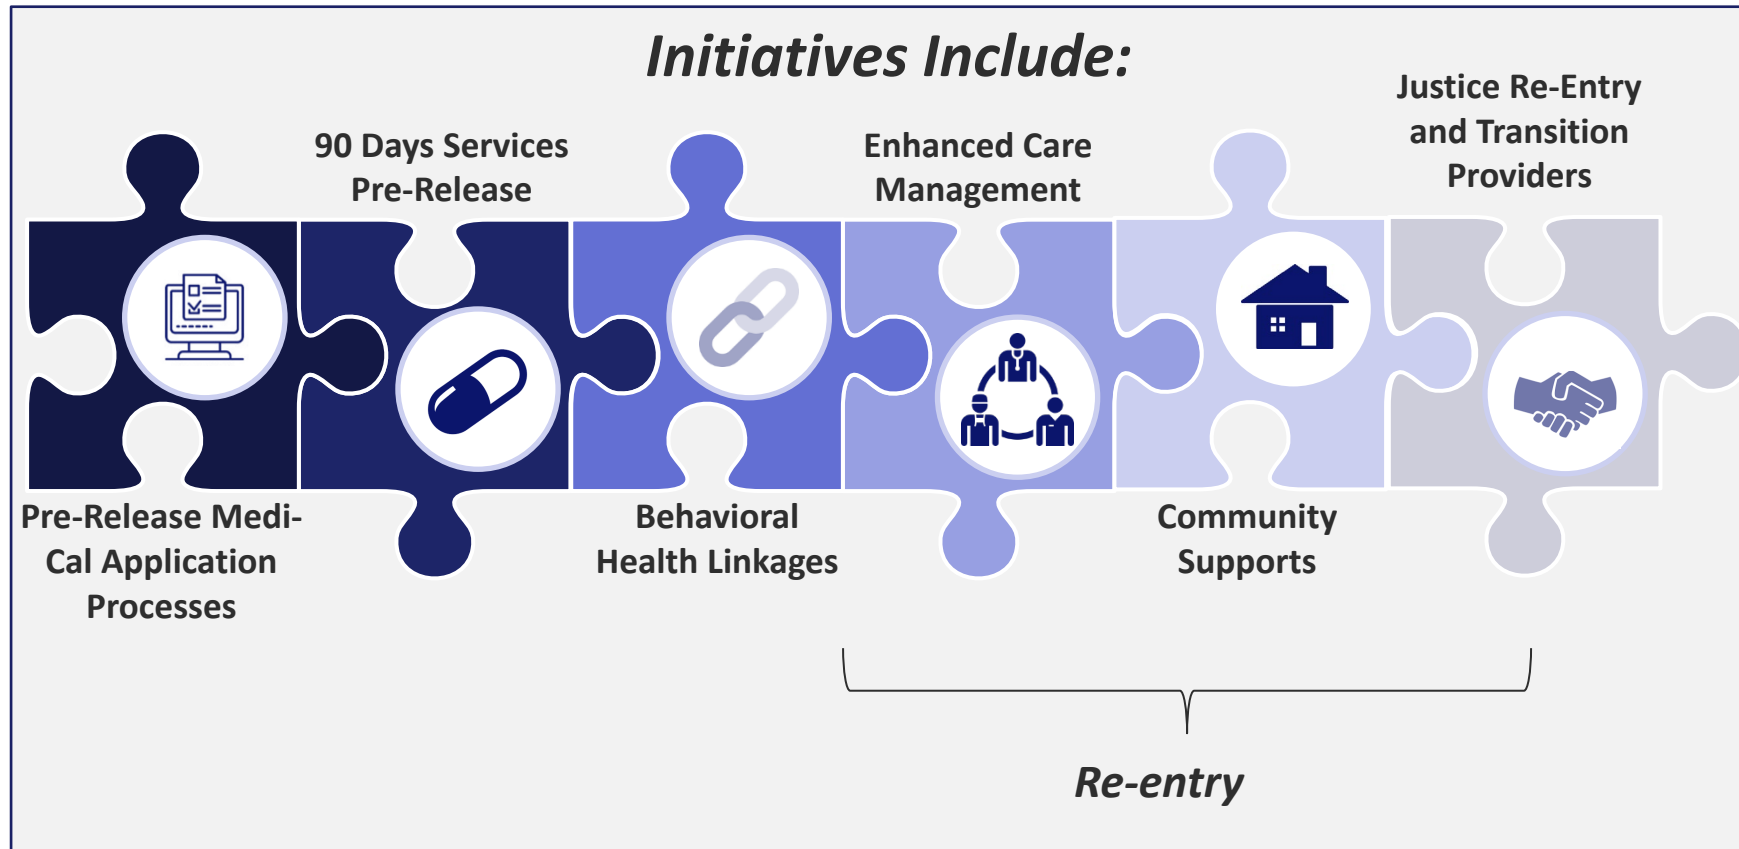 Initiatives Include:
Pre-Release Medi-
Cal Application
Processes
90 Days Services
Pre-Release
Behavioral
Health Linkages
Enhanced Care
Management
Community
Supports
Justice Re-Entry
and Transition
Providers
Re-entry